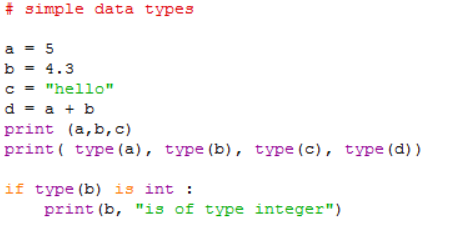 # simple data types
a = 5
b = 4.3
c = "hello"
d = a + b
print (a,b,c)
print( type(a), type(b), type(c), type(d))
if type(b) is int :
    print(b, "is of type integer")